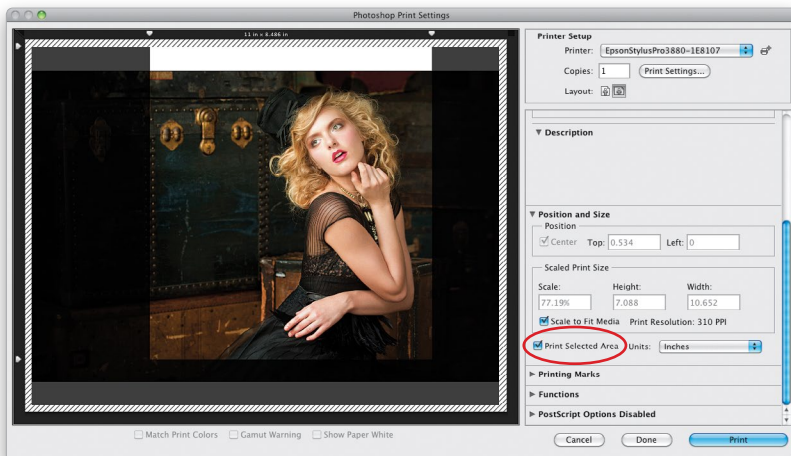 Photoshop Print Settings
11 in x 8.486 in
Printer Setup
Printer: EpsonStylusPro3880-1E8107
Copies: 1 Print Settings...
Layout:
Description
Position and Size
Position
Center Top: 0.534 Left: 0
Scaled Print Size
Scale: Height: Width:
77.19% 7.088 10.652
Scale to Fit Media Print Resolution: 310 PPI
Print Selected Area Units: Inches
Printing Marks
Functions
PostScript Options Disabled
Match Print Colors Gamut Warning Show Paper White
Cancel Done Print